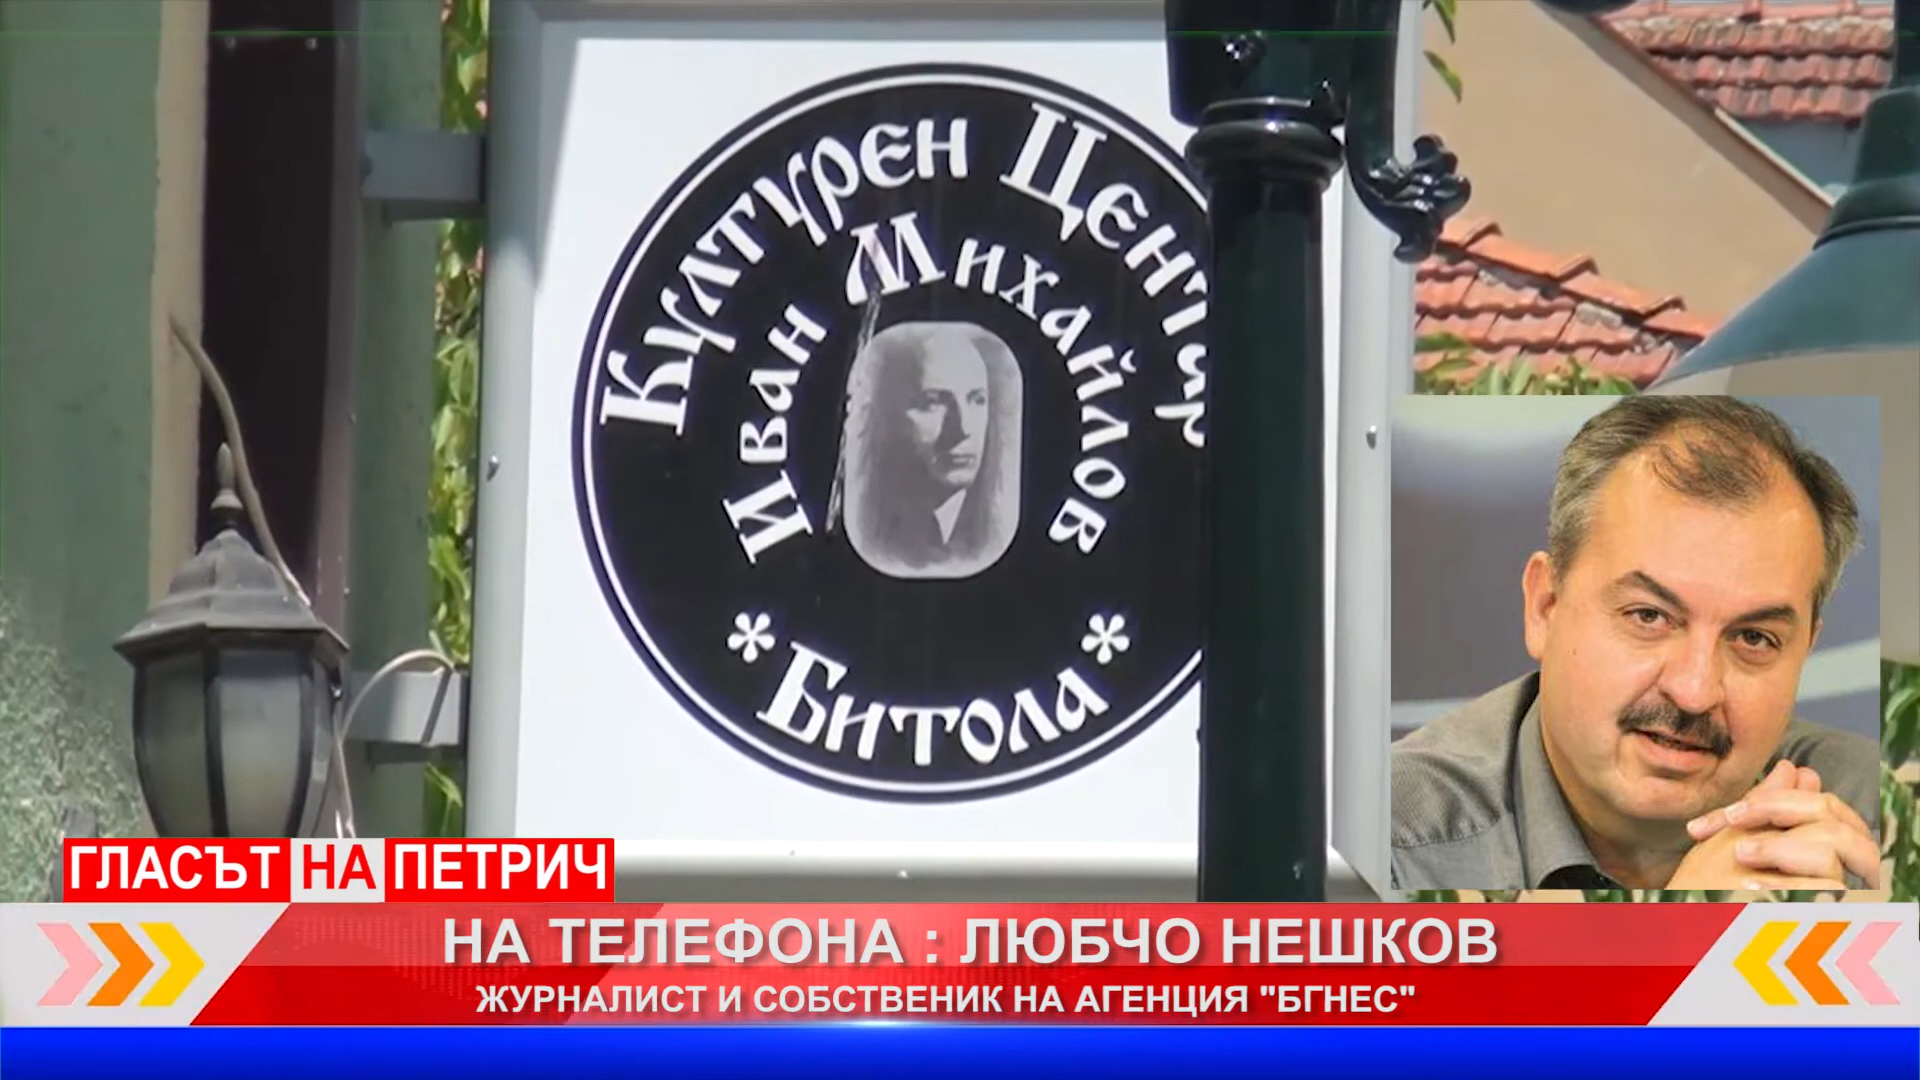 Културен Център
Иван Михайлов
* Битола *
ГЛАСЪТ НА ПЕТРИЧ
НА ТЕЛЕФОНА : ЛЮБЧО НЕШКОВ
ЖУРНАЛИСТ И СОБСТВЕНИК НА АГЕНЦИЯ "БГНЕС"